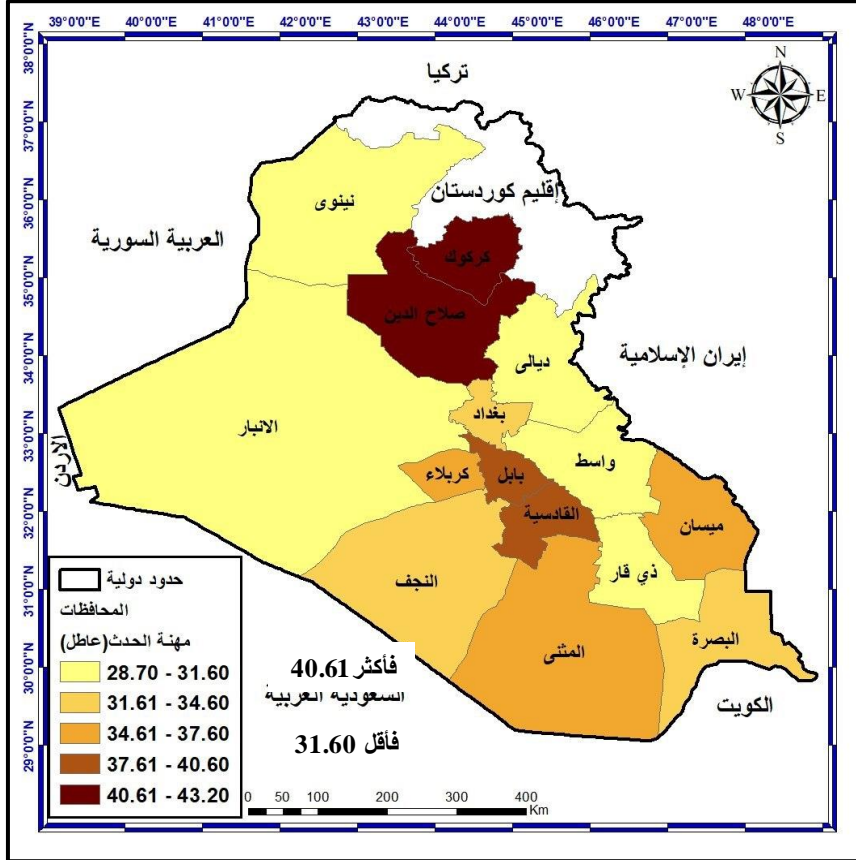 39°0'0"E 40°0'0"E 41°0'0"E 42°0'0"E 43°0'0"E 44°0'0"E 45°0'0"E 46°0'0"E 47°0'0"E 48°0'0"E
38°0'0"N
37°0'0"N
36°0'0"N
35°0'0"N
34°0'0"N
33°0'0"N
32°0'0"N
31°0'0"N
30°0'0"N
29°0'0"N
N
W E
S
تركيا
إقليم كوردستان
نينوى
العربية السورية
كركوك
صلاح الدين
إيران الإسلامية
ديالى
بغداد
الانبار
واسط
الاردن
كربلاء
بابل
القادسية
ميسان
ذي قار
النجف
البصرة
المثنى
الكويت
40.61 فأكثر
السعودية العربية
31.60 فأقل
حدود دولية
المحافظات
مهنة الحدث(عاطل)
28.70 - 31.60
31.61 - 34.60
34.61 - 37.60
37.61 - 40.60
40.61 - 43.20
0 50 100 200 300 400
Km